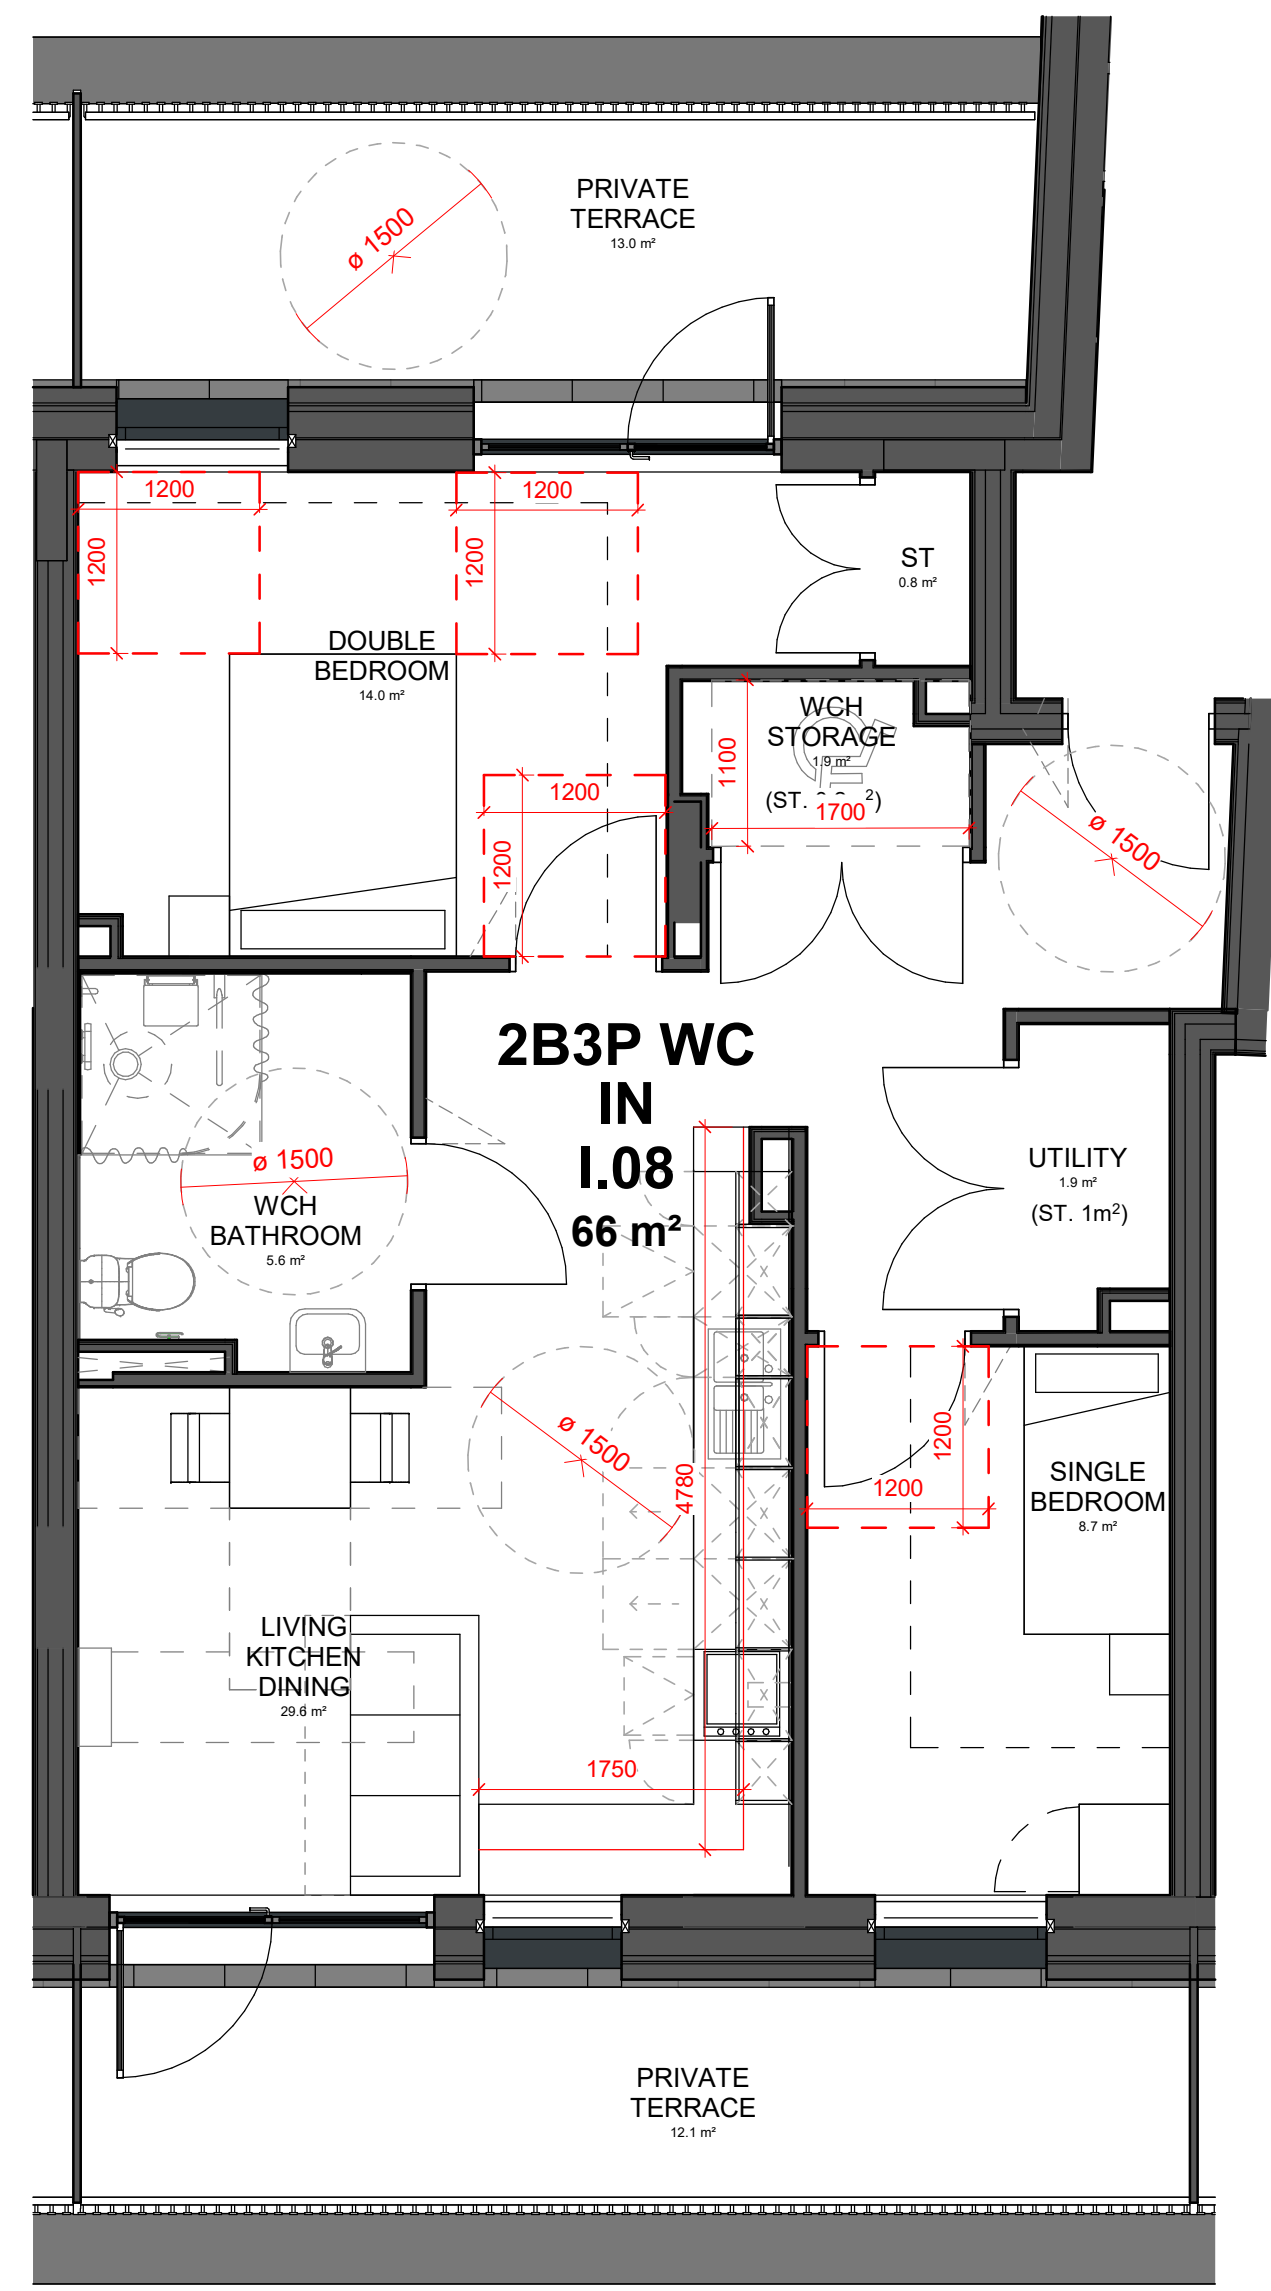 PRIVATE
TERRACE
13.0 m²
ø 1500
1200
1200
1200
1200
ST
0.8 m²
DOUBLE
BEDROOM
14.0 m²
WCH
STORAGE
1.9 m²
(ST.
²)
1100
1700
1200
1200
ø 1500
2B3P WC
IN
I.08
66 m²
ø 1500
WCH
BATHROOM
5.6 m²
UTILITY
1.9 m²
(ST. 1m²)
ø 1500
4780
1200
1200
SINGLE
BEDROOM
8.7 m²
LIVING
KITCHEN
DINING
29.6 m²
1750
PRIVATE
TERRACE
12.1 m²